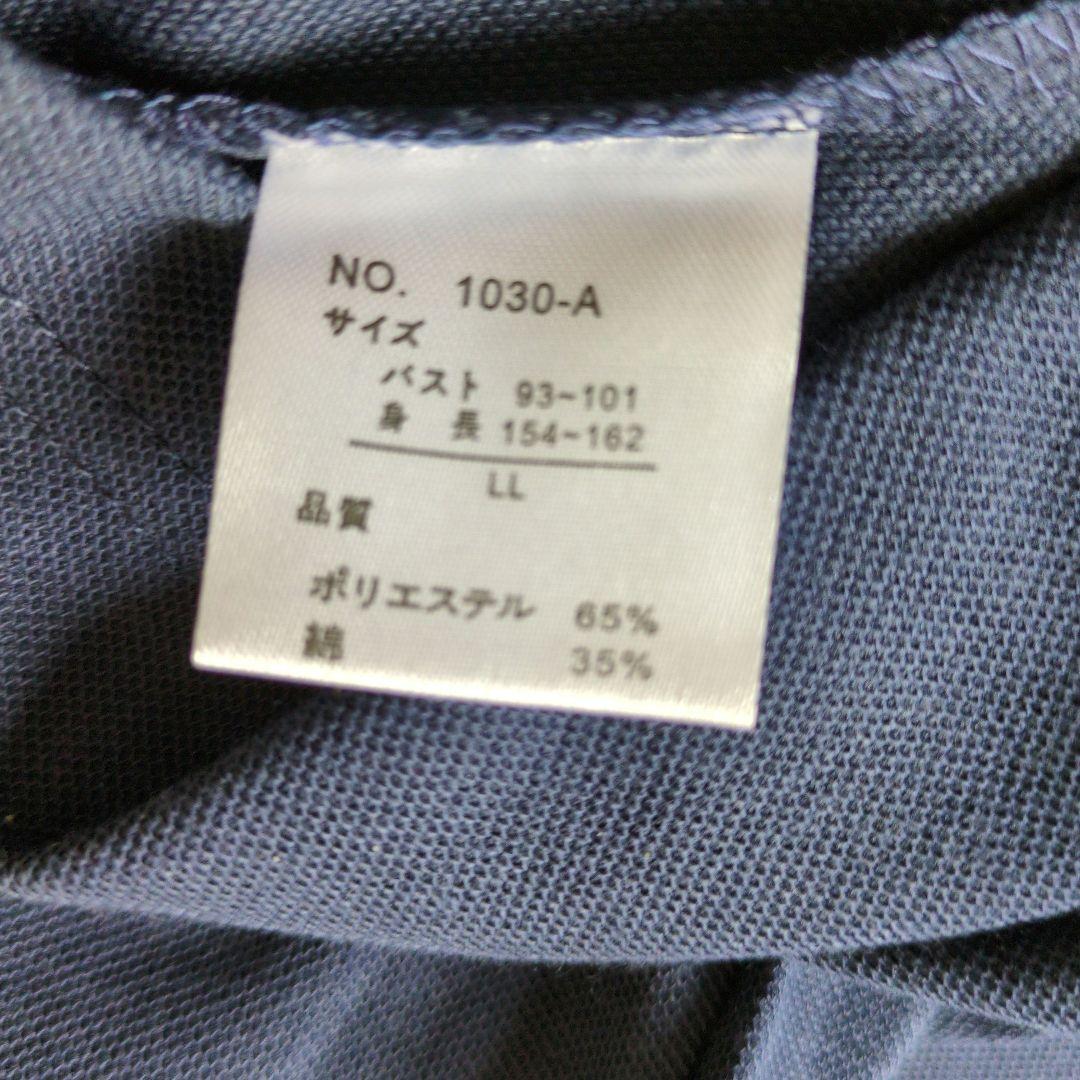 NO. 1030-A
サイズ
バスト 93~101
身 長 154~162
LL
品質
ポリエステル 65%
綿 35%